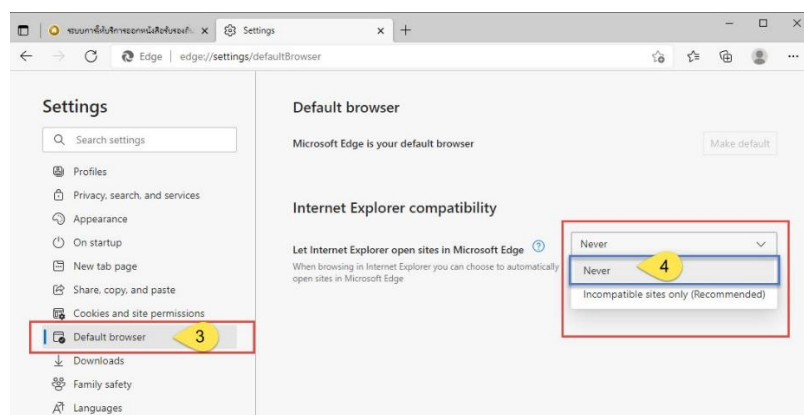 ระบบการให้บริการออกหนังสือรับรองถิ่
Settings
Edge | edge://settings/defaultBrowser
Settings
Search settings
Profiles
Privacy, search, and services
Appearance
On startup
New tab page
Share, copy, and paste
Cookies and site permissions
Default browser
3
Downloads
Family safety
Languages
Default browser
Microsoft Edge is your default browser
Make default
Internet Explorer compatibility
Let Internet Explorer open sites in Microsoft Edge
When browsing in Internet Explorer you can choose to automatically
open sites in Microsoft Edge
Never
Never
4
Incompatible sites only (Recommended)